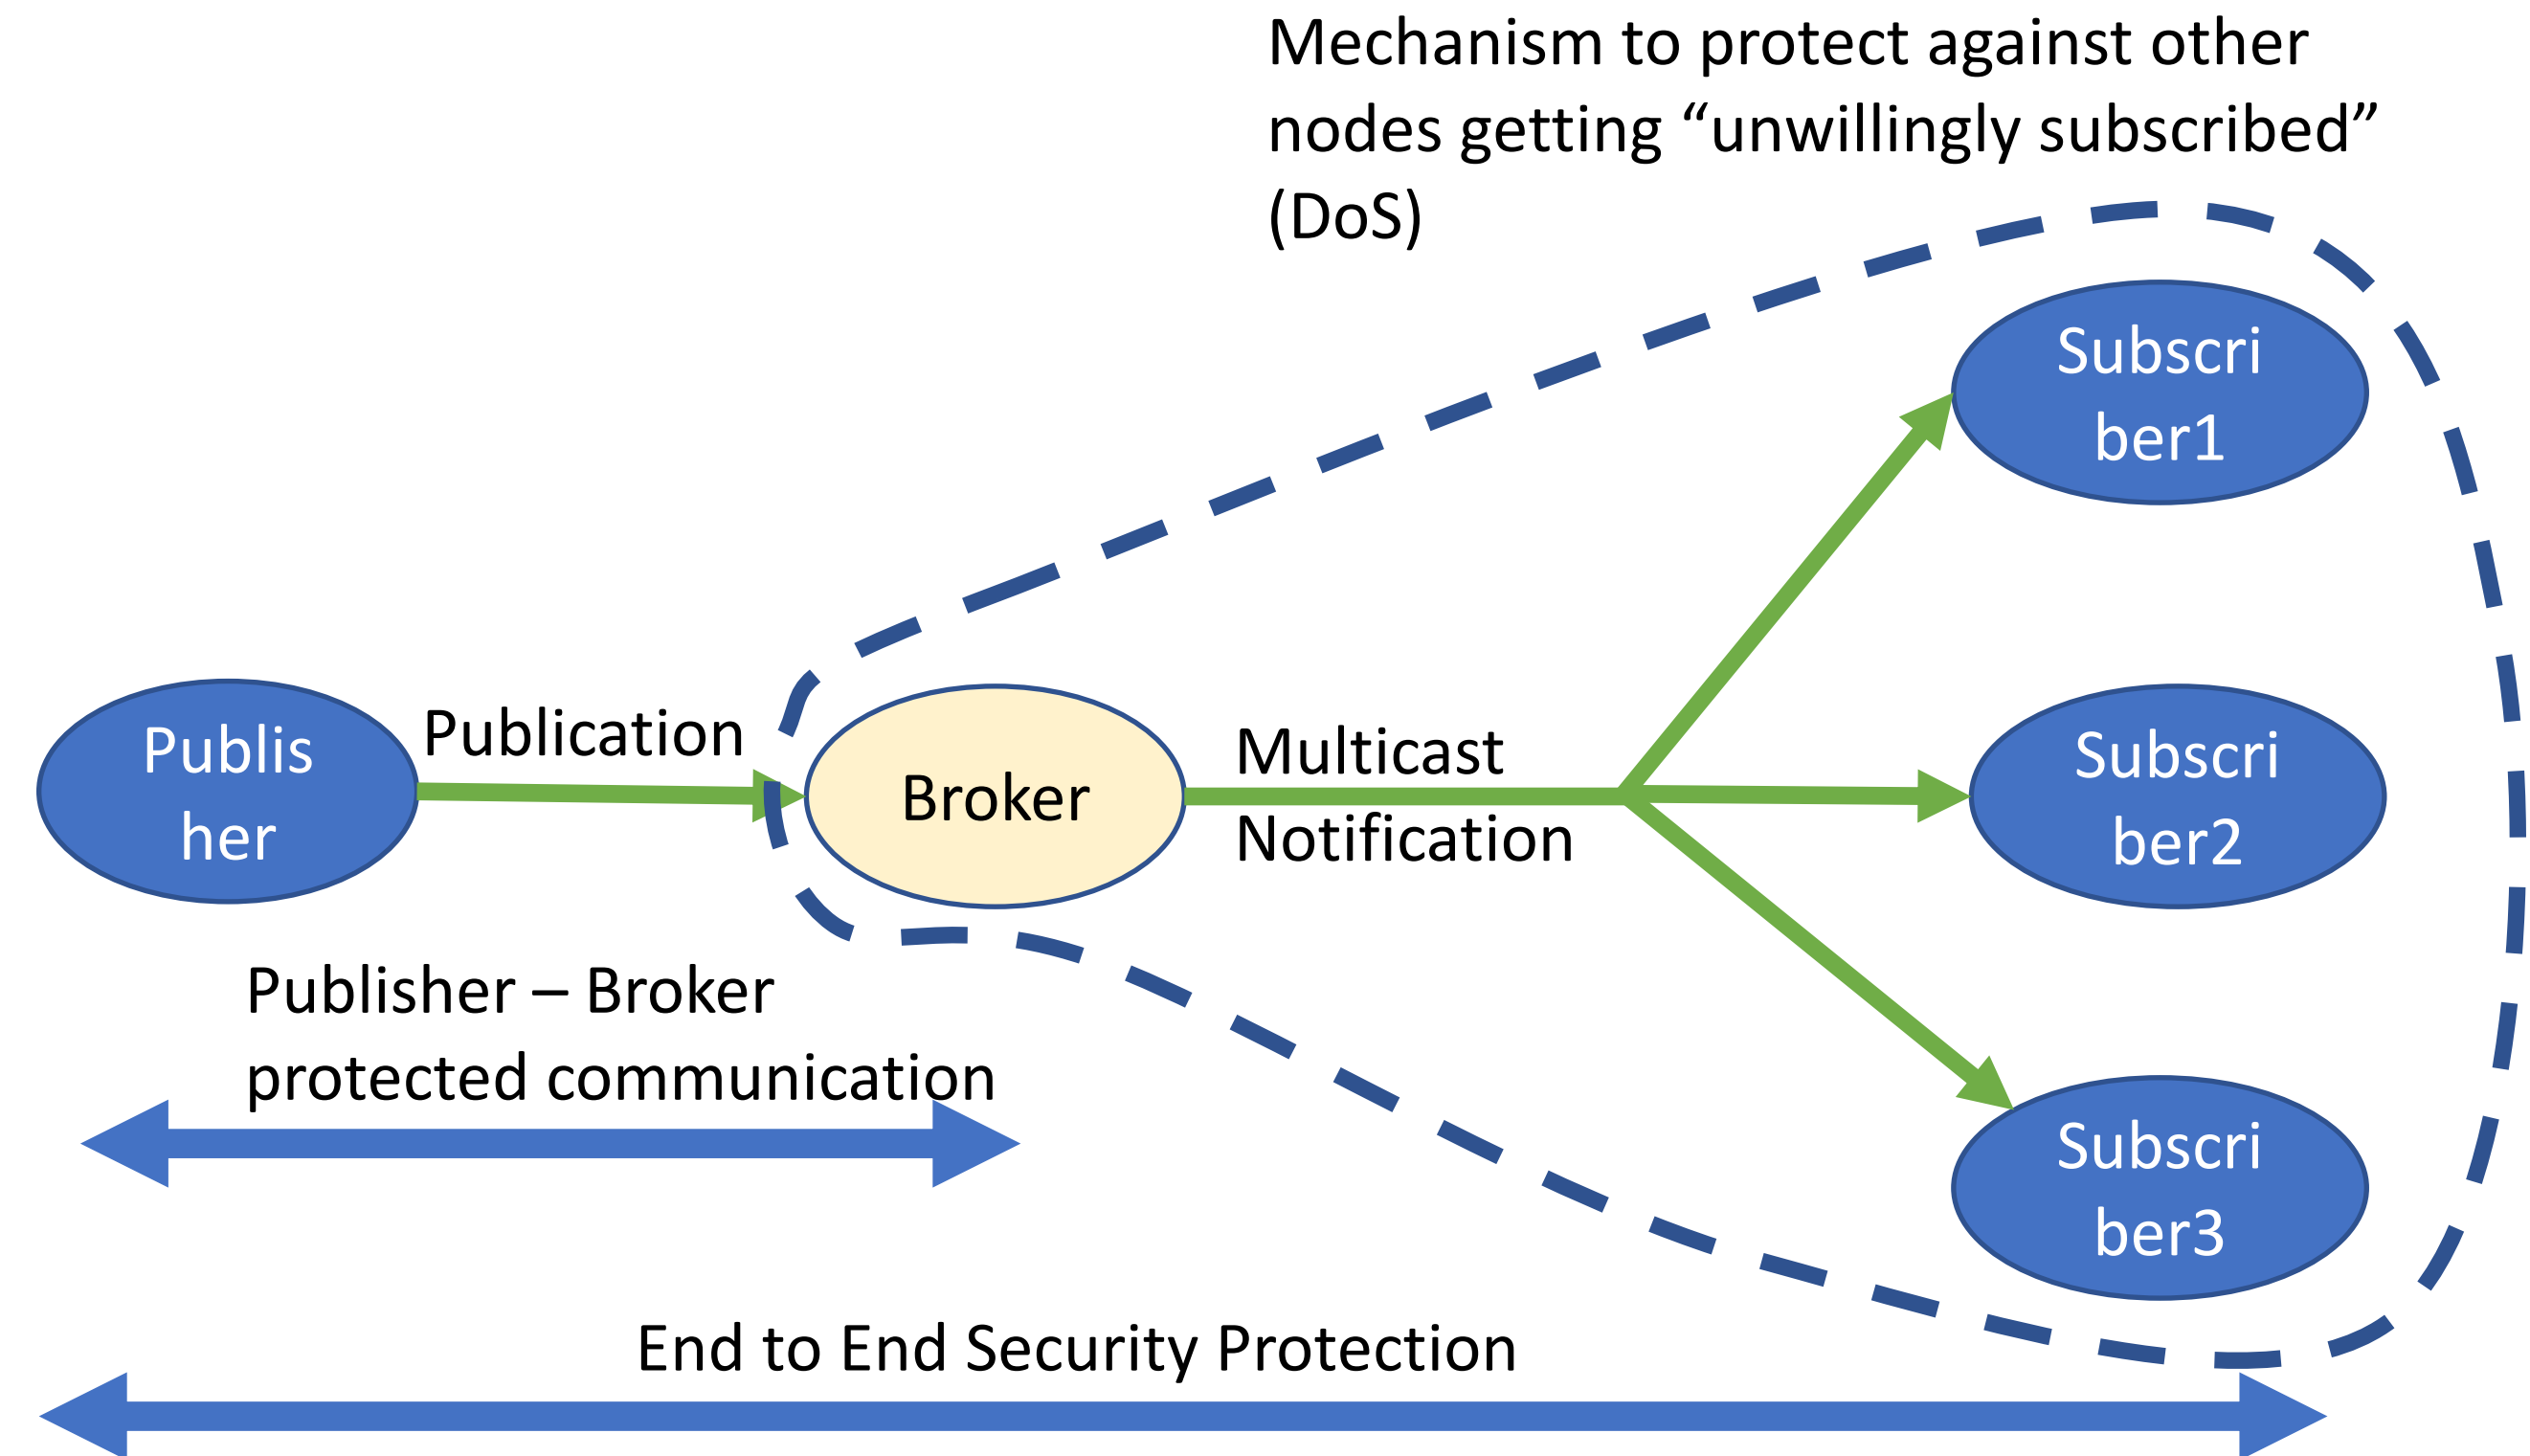 Mechanism to protect against other
nodes getting “unwillingly subscribed”
(DoS)
Subscri
ber1
Publis
her
Publication
Broker
Multicast
Notification
Subscri
ber2
Publisher – Broker
protected communication
Subscri
ber3
End to End Security Protection